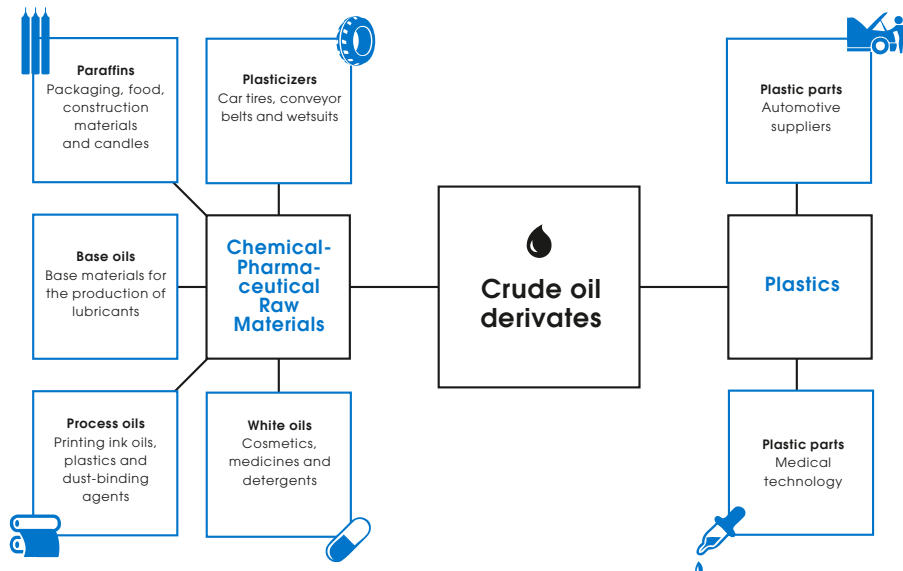 Paraffins
Packaging, food,
construction
materials
and candles
Plasticizers
Car tires, conveyor
belts and wetsuits
Plastic parts
Automotive
suppliers
Base oils
Base materials for
the production of
lubricants
Chemical-
Pharma-
ceutical
Raw
Materials
Crude oil
derivates
Plastics
Process oils
Printing ink oils,
plastics and
dust-binding
agents
White oils
Cosmetics,
medicines and
detergents
Plastic parts
Medical
technology